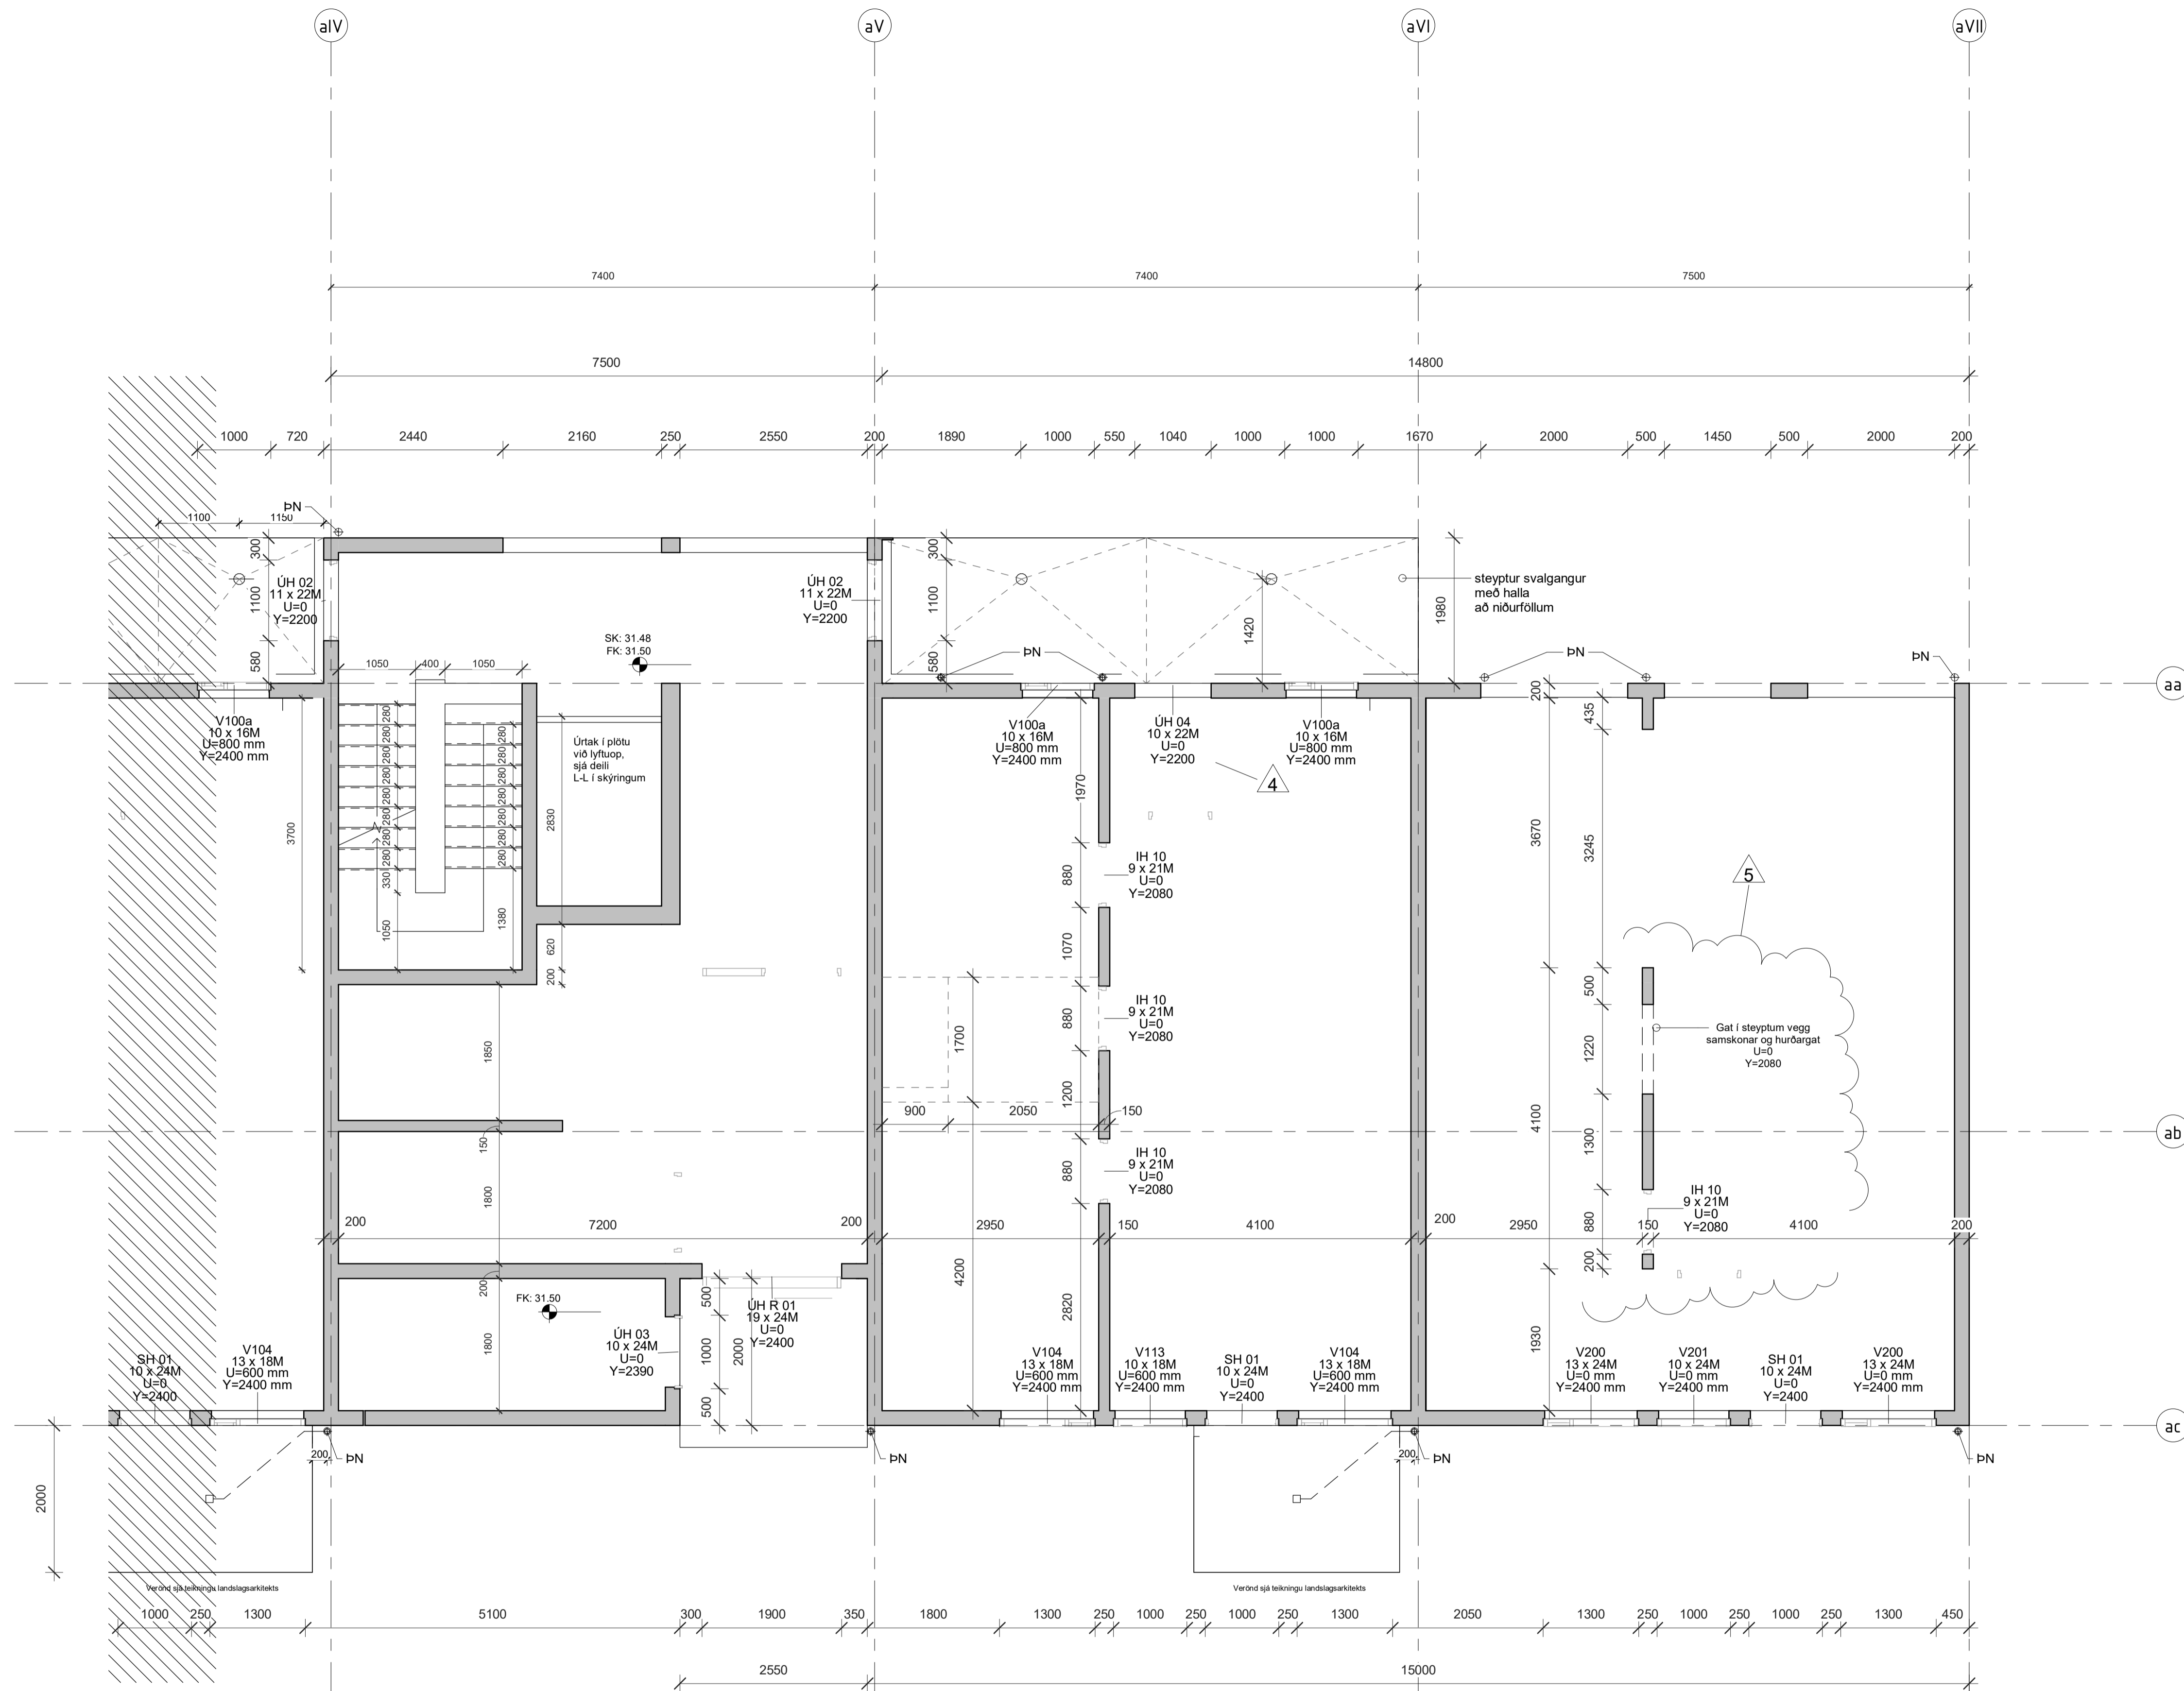 aIV
aV
aVI
aVII
7400
7400
7500
7500
14800
1000
720
2440
2160
250
2550
200
1890
1000
550
1040
1000
1000
1670
2000
500
1450
500
2000
200
ÞN
1100
1150
300
1100
580
ÚH 02
11 x 22M
U=0
Y=2200
ÚH 02
11 x 22M
U=0
Y=2200
300
1100
580
1420
1980
steyptur svalgangur
með halla
að niðurföllum
SK: 31.48
FK: 31.50
1050
400
1050
ÞN
ÞN
ÞN
aa
V100a
10 x 16M
U=800 mm
Y=2400 mm
280
280
280
280
280
280
280
280
330
1050
280
280
280
280
280
280
280
1380
3700
Úrtak í plötu
við lyftuop,
sjá deili
L-L í skýringum
2830
620
200
V100a
10 x 16M
U=800 mm
Y=2400 mm
ÚH 04
10 x 22M
U=0
Y=2200
V100a
10 x 16M
U=800 mm
Y=2400 mm
4
1970
880
1070
880
1200
880
2820
IH 10
9 x 21M
U=0
Y=2080
IH 10
9 x 21M
U=0
Y=2080
IH 10
9 x 21M
U=0
Y=2080
1700
900
2050
150
4200
200
435
3670
3245
5
500
1220
1300
880
200
4100
1930
Gat í steyptum vegg
samskonar og hurðargat
U=0
Y=2080
IH 10
9 x 21M
U=0
Y=2080
ab
1850
150
1800
200
1800
200
7200
200
2950
150
4100
200
2950
150
4100
200
FK: 31.50
ÚH 03
10 x 24M
U=0
Y=2390
500
1000
500
2000
ÚH R 01
19 x 24M
U=0
Y=2400
SH 01
10 x 24M
U=0
Y=2400
V104
13 x 18M
U=600 mm
Y=2400 mm
V104
13 x 18M
U=600 mm
Y=2400 mm
V113
10 x 18M
U=600 mm
Y=2400 mm
SH 01
10 x 24M
U=0
Y=2400
V104
13 x 18M
U=600 mm
Y=2400 mm
V200
13 x 24M
U=0 mm
Y=2400 mm
V201
10 x 24M
U=0 mm
Y=2400 mm
SH 01
10 x 24M
U=0
Y=2400
V200
13 x 24M
U=0 mm
Y=2400 mm
ac
200
ÞN
ÞN
200
ÞN
ÞN
2000
Verönd sjá teikningu landslagsarkitekts
Verönd sjá teikningu landslagsarkitekts
1000
250
1300
5100
300
1900
350
1800
1300
250
1000
250
1000
250
1300
2050
1300
250
1000
250
1000
250
1300
450
2550
15000